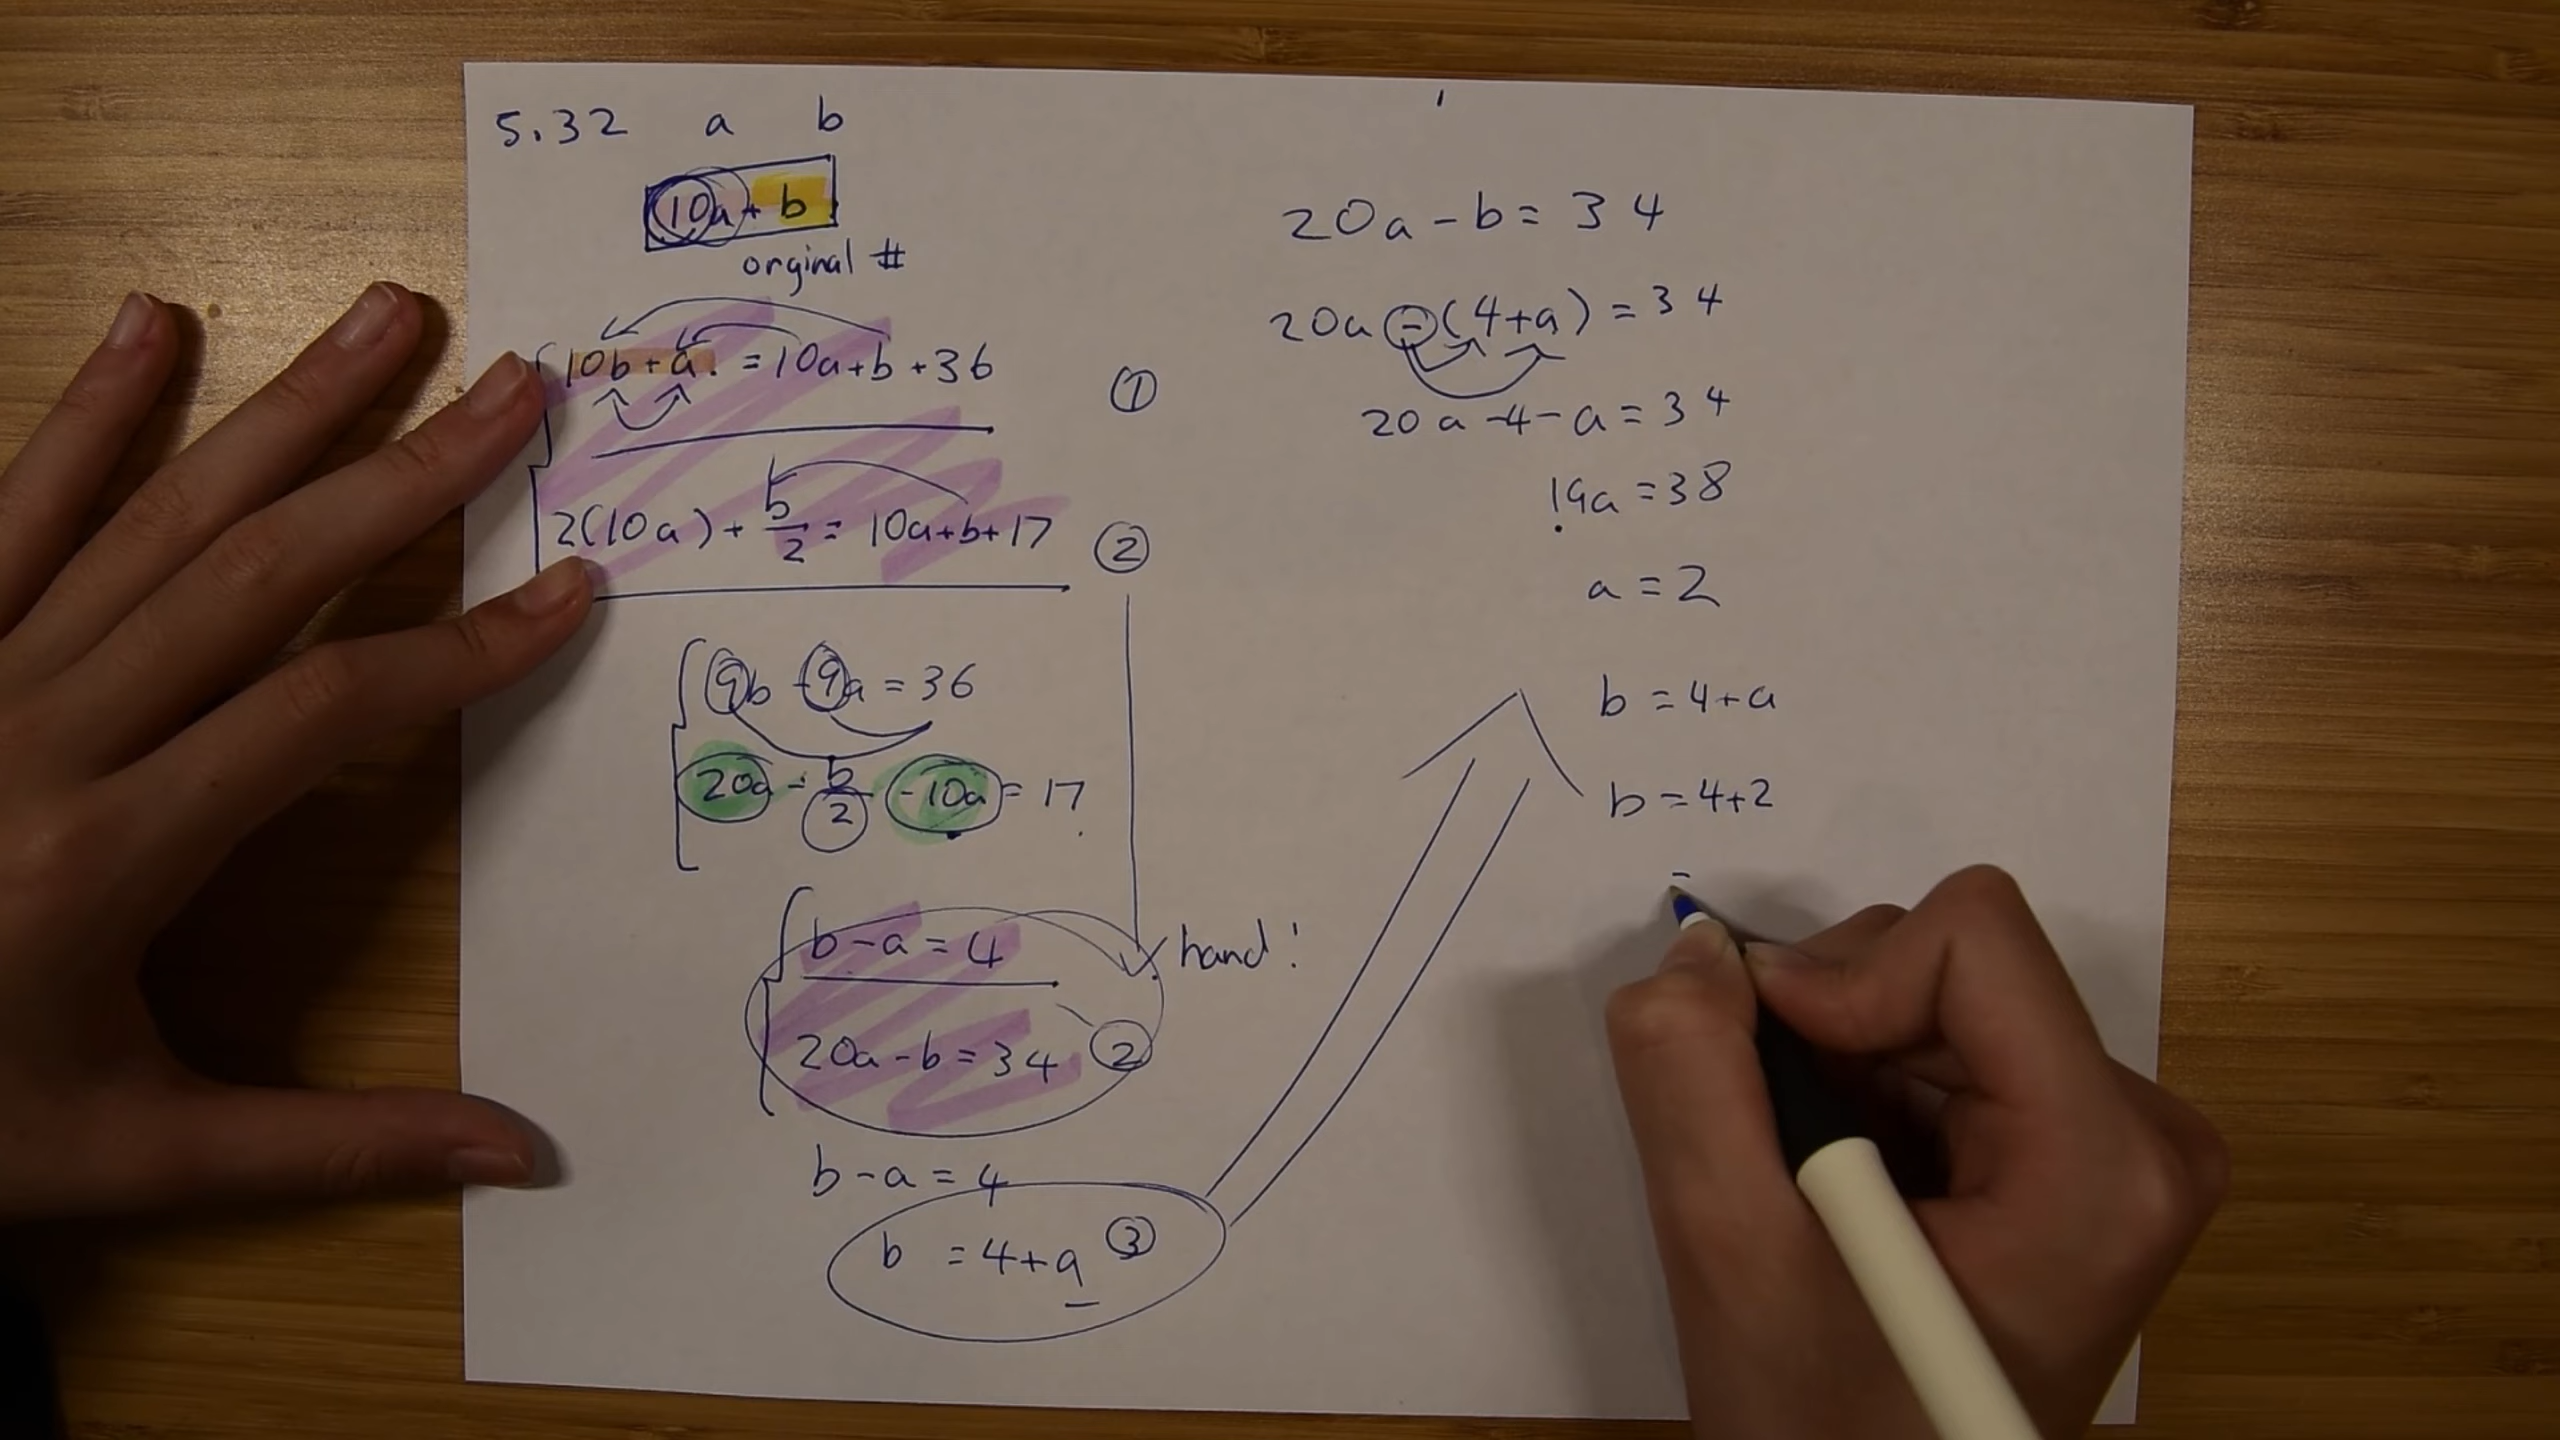 5.32 a b
10a + b
orginal #
10b + a = 10a + b + 36 ①
2(10a) + b/2 = 10a + b + 17 ②
9b - 9a = 36
20a - b/2 - 10a = 17
b - a = 4 hand!
20a - b = 34 ②
b - a = 4
b = 4 + a ③
20a - b = 34
20a - (4 + a) = 34
20a - 4 - a = 34
19a = 38
a = 2
b = 4 + a
b = 4 + 2
=